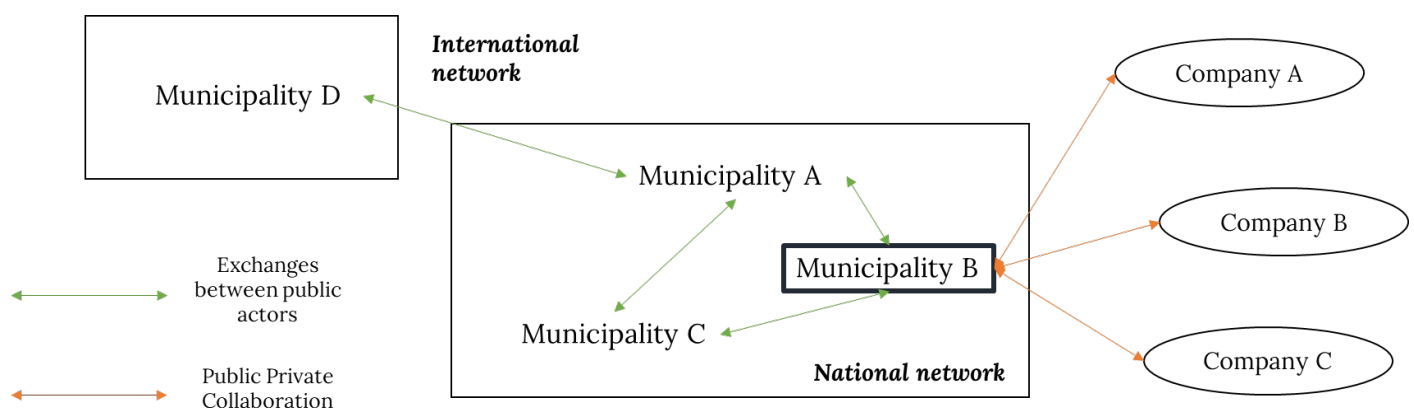 International
network
Municipality D
Company A
Municipality A
Company B
Municipality B
Exchanges
between public
actors
Municipality C
Company C
National network
Public Private
Collaboration